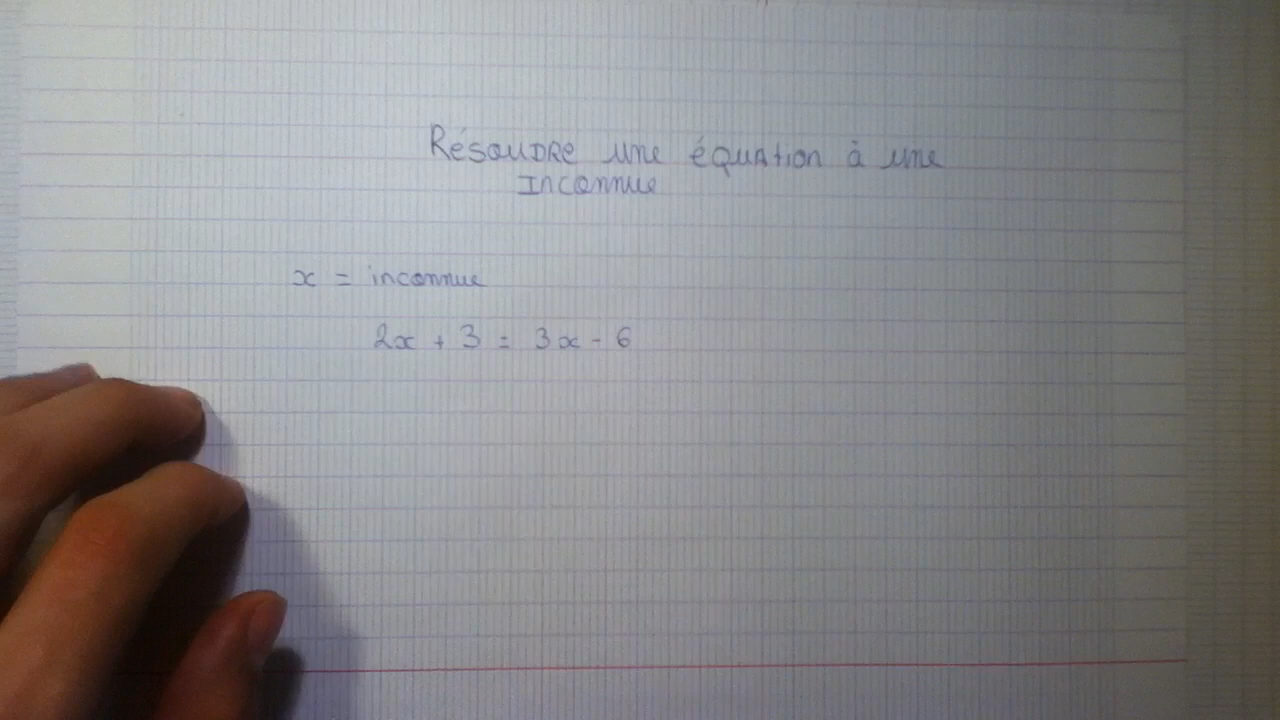 Résoudre une équation à une
Inconnue
x = inconnue
2x + 3 = 3x - 6